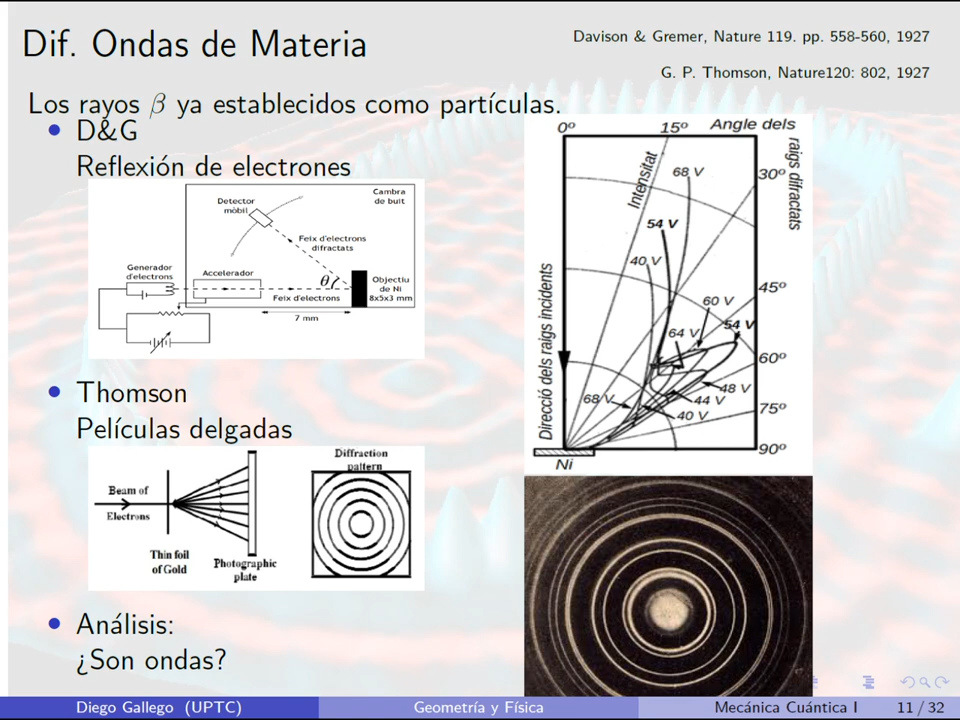 Dif. Ondas de Materia
Davison & Gremer, Nature 119. pp. 558-560, 1927
G. P. Thomson, Nature120: 802, 1927
Los rayos β ya establecidos como partículas.
• D&G
Reflexión de electrones
Cambra
de buit
Detector
mòbil
Feix d'electrons
difractats
Generador
d'electrons
Accelerador
θ
Objectiu
de Ni
8x5x3 mm
Feix d'electrons
7 mm
0º
15º
Angle dels
raigs difractats
Intensitat
68 V
30º
54 V
40 V
45º
60 V
54 V
64 V
60º
48 V
44 V
68 V
40 V
75º
90º
Direcció dels raigs incidents
Ni
• Thomson
Películas delgadas
Diffraction
pattern
Beam of
Electrons
Thin foil
of Gold
Photographic
plate
• Análisis:
¿Son ondas?
Diego Gallego (UPTC)
Geometría y Física
Mecánica Cuántica I
11 / 32